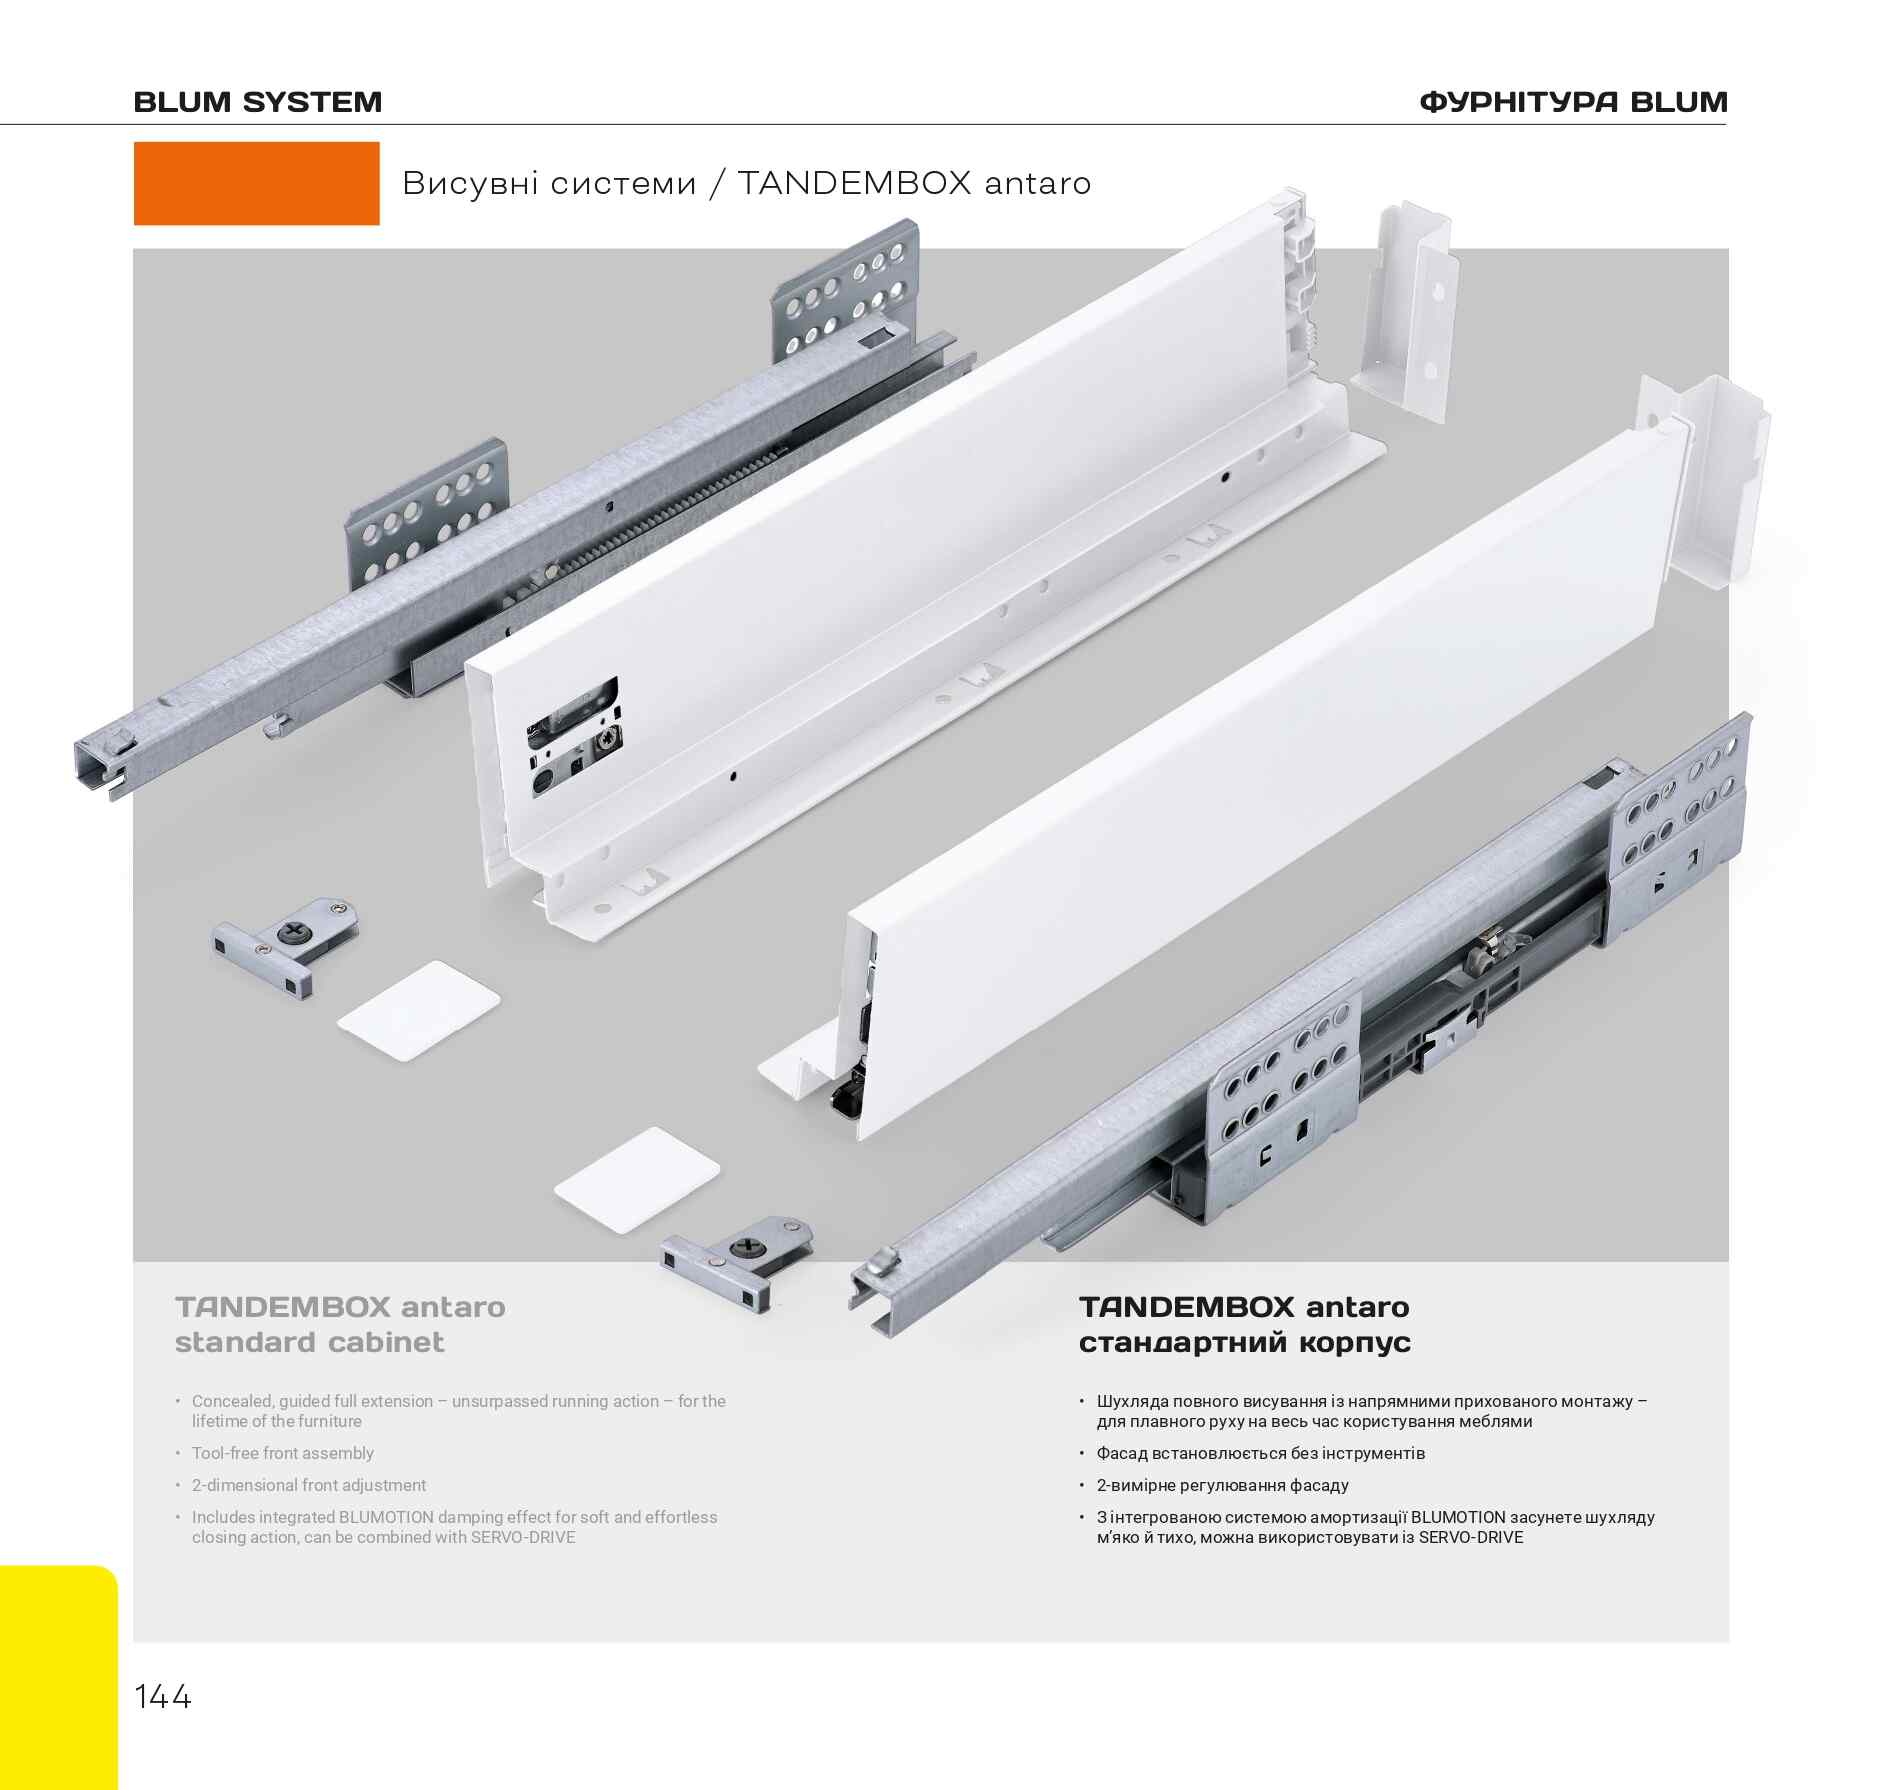 BLUM SYSTEM
ФУРНІТУРА BLUM
Висувні системи / TANDEMBOX antaro
TANDEMBOX antaro
standard cabinet
• Concealed, guided full extension – unsurpassed running action – for the
lifetime of the furniture
• Tool-free front assembly
• 2-dimensional front adjustment
• Includes integrated BLUMOTION damping effect for soft and effortless
closing action, can be combined with SERVO-DRIVE
TANDEMBOX antaro
стандартний корпус
• Шухляда повного висування із напрямними прихованого монтажу –
для плавного руху на весь час користування меблями
• Фасад встановлюється без інструментів
• 2-вимірне регулювання фасаду
• З інтегрованою системою амортизації BLUMOTION засунете шухляду
м’яко й тихо, можна використовувати із SERVO-DRIVE
144